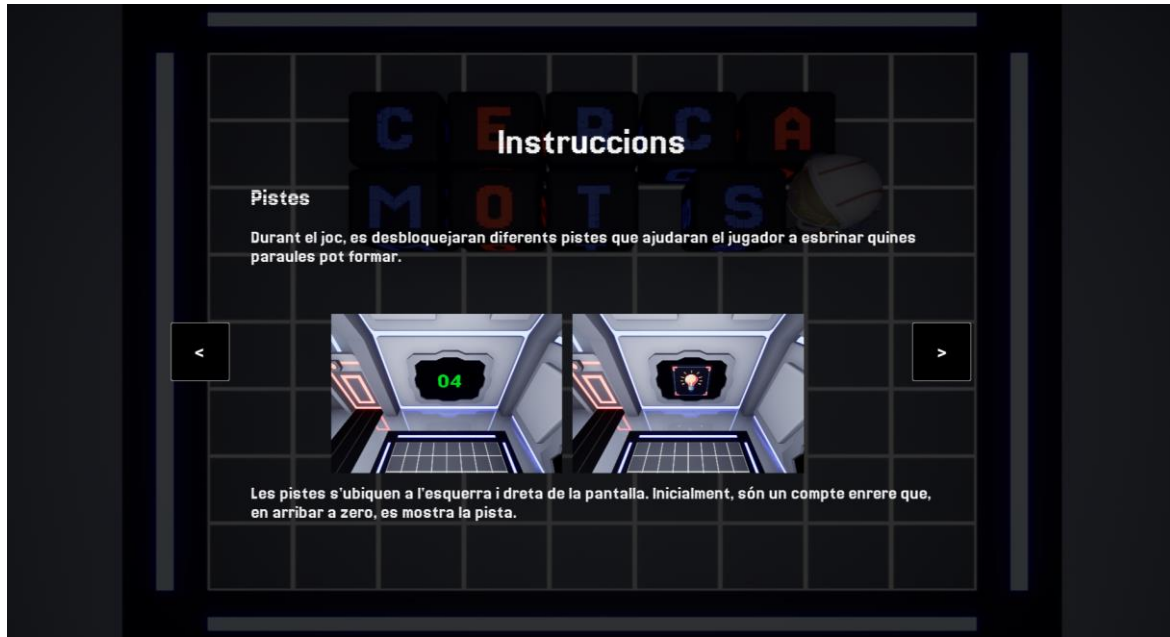 CERCA
MOTS
Instruccions
Pistes
Durant el joc, es desbloquejaran diferents pistes que ajudaran el jugador a esbrinar quines
paraules pot formar.
<
04
>
Les pistes s'ubiquen a l'esquerra i dreta de la pantalla. Inicialment, són un compte enrere que,
en arribar a zero, es mostra la pista.